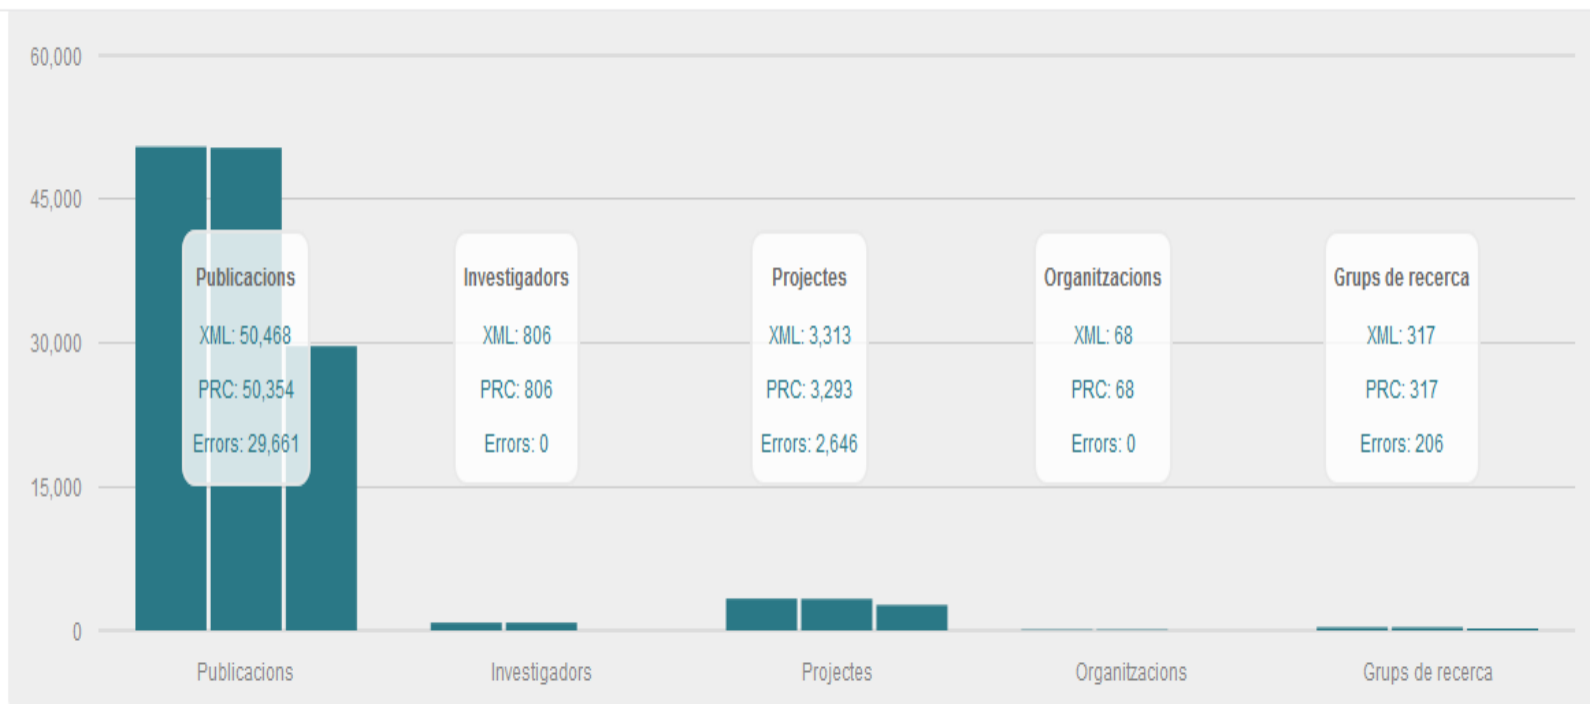 60,000
45,000
30,000
15,000
0
Publicacions
XML: 50,468
PRC: 50,354
Errors: 29,661
Investigadors
XML: 806
PRC: 806
Errors: 0
Projectes
XML: 3,313
PRC: 3,293
Errors: 2,646
Organitzacions
XML: 68
PRC: 68
Errors: 0
Grups de recerca
XML: 317
PRC: 317
Errors: 206
Publicacions
Investigadors
Projectes
Organitzacions
Grups de recerca